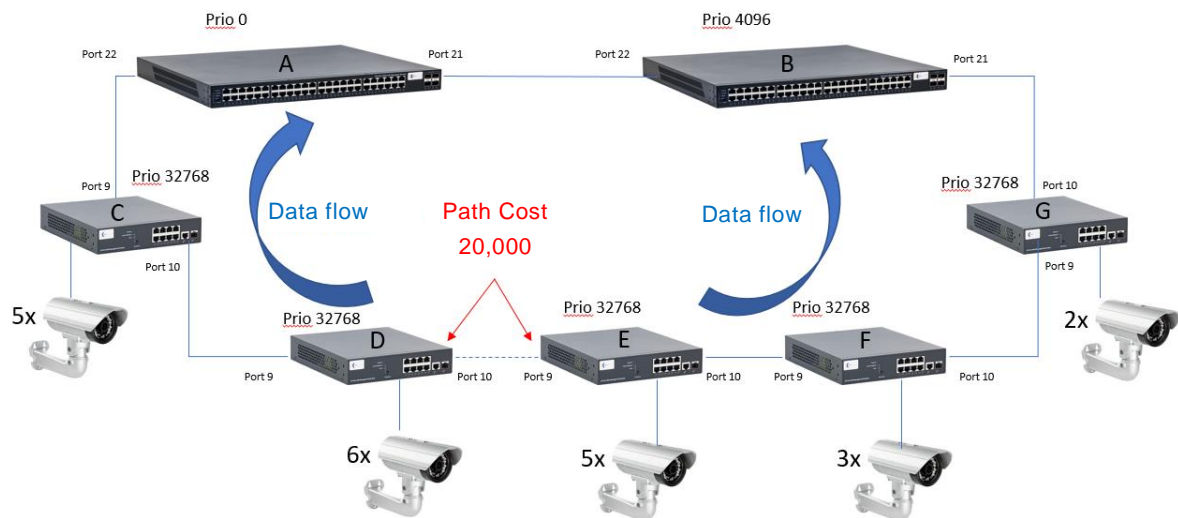 Prio 0
Prio 4096
Port 22
A
Port 21
Port 22
B
Port 21
Port 9
Prio 32768
C
Port 10
Data flow
Path Cost
20,000
Data flow
Prio 32768
Port 10
G
Port 9
5x
Prio 32768
D
Port 9
Port 10
Prio 32768
E
Port 9
Port 10
Prio 32768
F
Port 9
Port 10
2x
6x
5x
3x